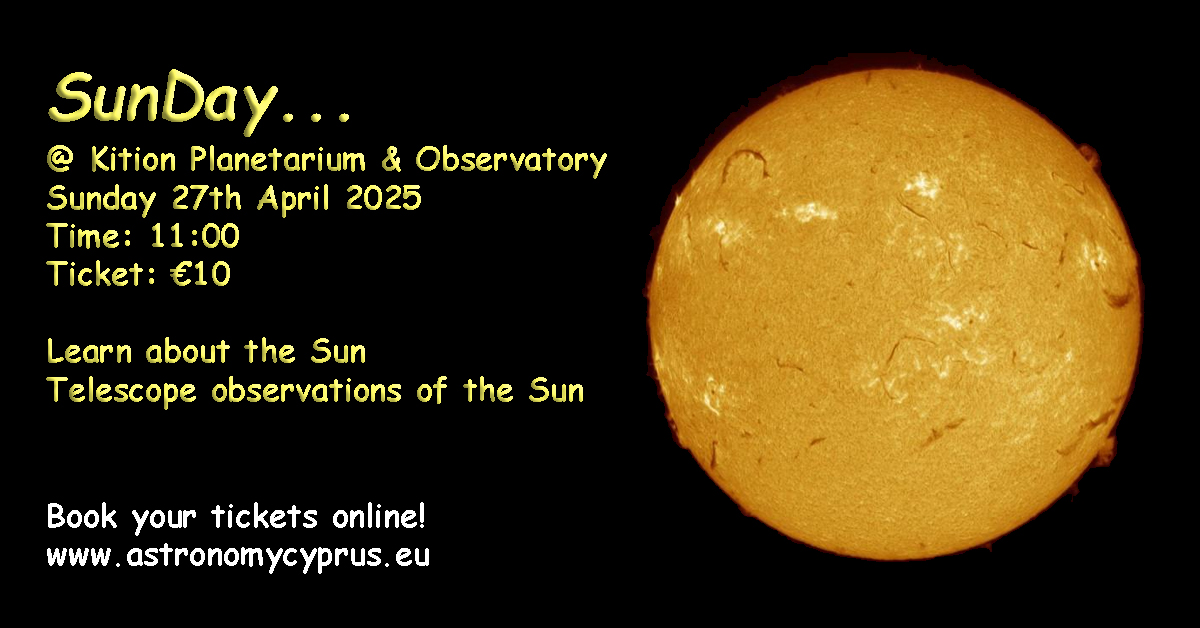 SunDay...
@ Kition Planetarium & Observatory
Sunday 27th April 2025
Time: 11:00
Ticket: €10
Learn about the Sun
Telescope observations of the Sun
Book your tickets online!
www.astronomycyprus.eu